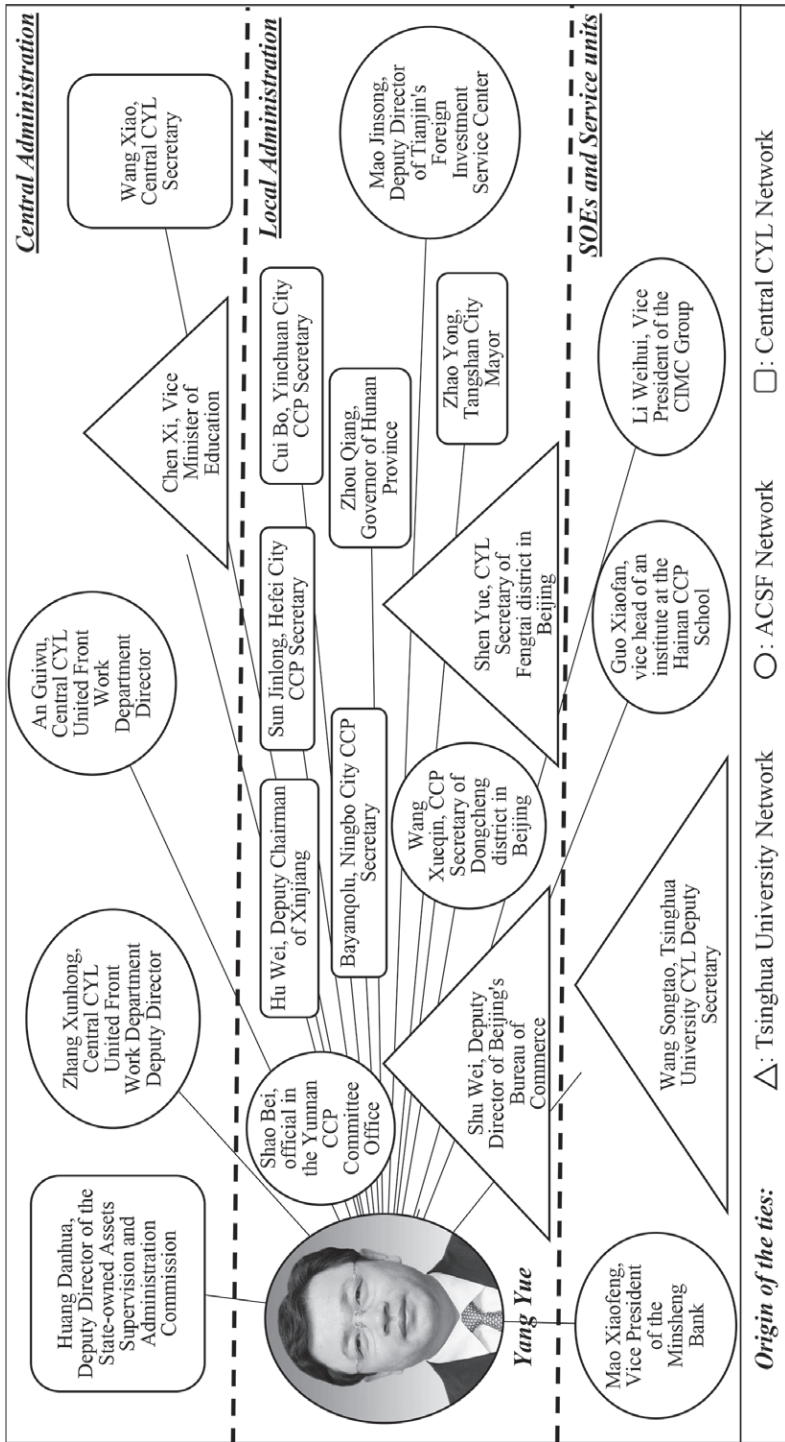 Central Administration
Huang Danhua,
Deputy Director of the
State-owned Assets
Supervision and
Administration
Commission
Zhang Xunhong,
Central CYL
United Front
Work Department
Deputy Director
An Guiwu,
Central CYL
United Front
Work
Department
Director
Chen Xi, Vice
Minister of
Education
Wang Xiao,
Central CYL
Secretary
Local Administration
Shao Bei,
official in
the Yunnan
CCP
Committee
Office
Hu Wei, Deputy Chairman
of Xinjiang
Sun Jinlong, Hefei City
CCP Secretary
Cui Bo, Yinchuan City
CCP Secretary
Bayanqolu, Ningbo City CCP
Secretary
Zhou Qiang,
Governor of Hunan
Province
Mao Jinsong,
Deputy Director
of Tianjin's
Foreign
Investment
Service Center
Shu Wei, Deputy
Director of Beijing's
Bureau of
Commerce
Wang
Xueqin, CCP
Secretary of
Dongcheng
district in
Beijing
Shen Yue, CYL
Secretary of
Fengtai district in
Beijing
Zhao Yong,
Tangshan City
Mayor
Yang Yue
SOEs and Service units
Mao Xiaofeng,
Vice President
of the
Minsheng
Bank
Wang Songtao, Tsinghua
University CYL Deputy
Secretary
Guo Xiaofan,
vice head of an
institute at the
Hainan CCP
School
Li Weihui, Vice
President of the
CIMC Group
Origin of the ties:
: Tsinghua University Network
: ACSF Network
: Central CYL Network